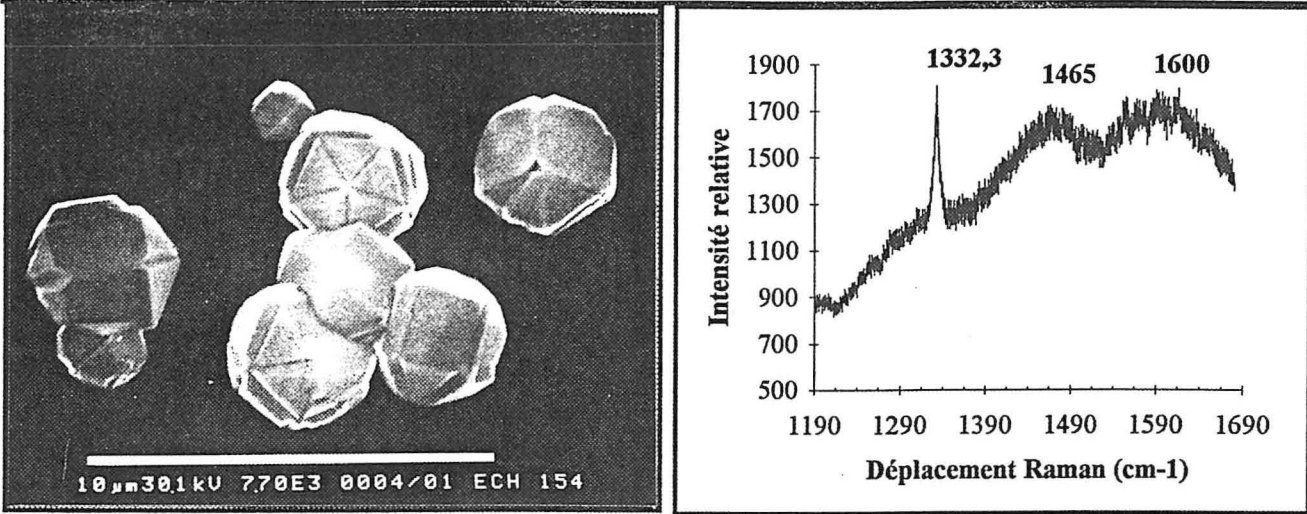 10µm30,1kV 7,70E3 0004/01 ECH 154
1332,3
1465
1600
1900
1700
1500
1300
1100
900
700
500
Intensité relative
1190 1290 1390 1490 1590 1690
Déplacement Raman (cm-1)